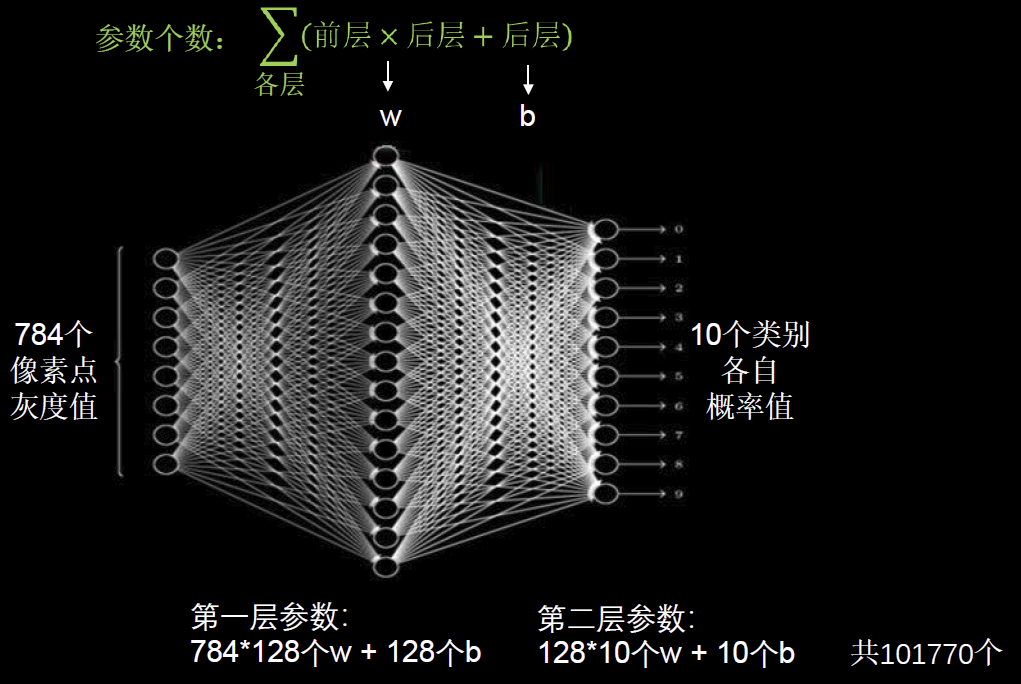 参数个数： ∑(前层 × 后层 + 后层)
各层
w b
0
1
2
3
4
5
6
7
8
9
784个
像素点
灰度值
10个类别
各自
概率值
第一层参数：
784*128个w + 128个b
第二层参数：
128*10个w + 10个b
共101770个